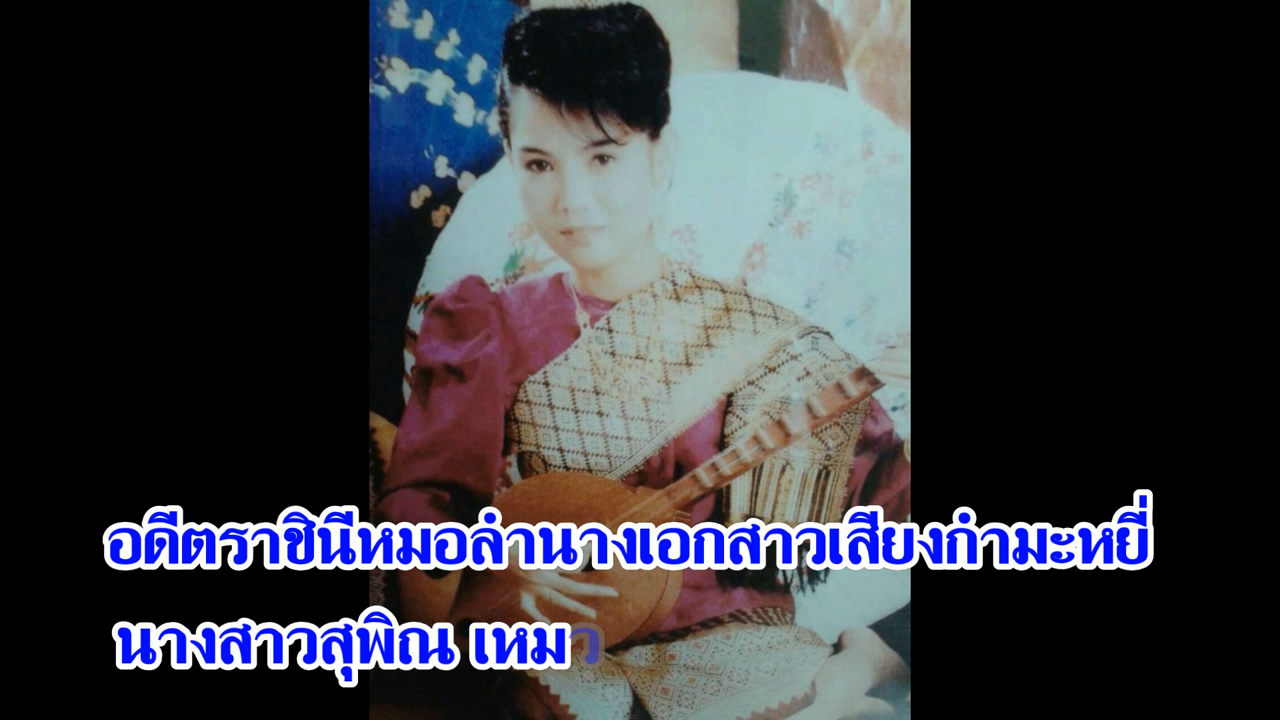 อดีตราชินีหมอลำนางเอกสาวเสียงกำมะหยี่
นางสาวสุพิณ เหมว